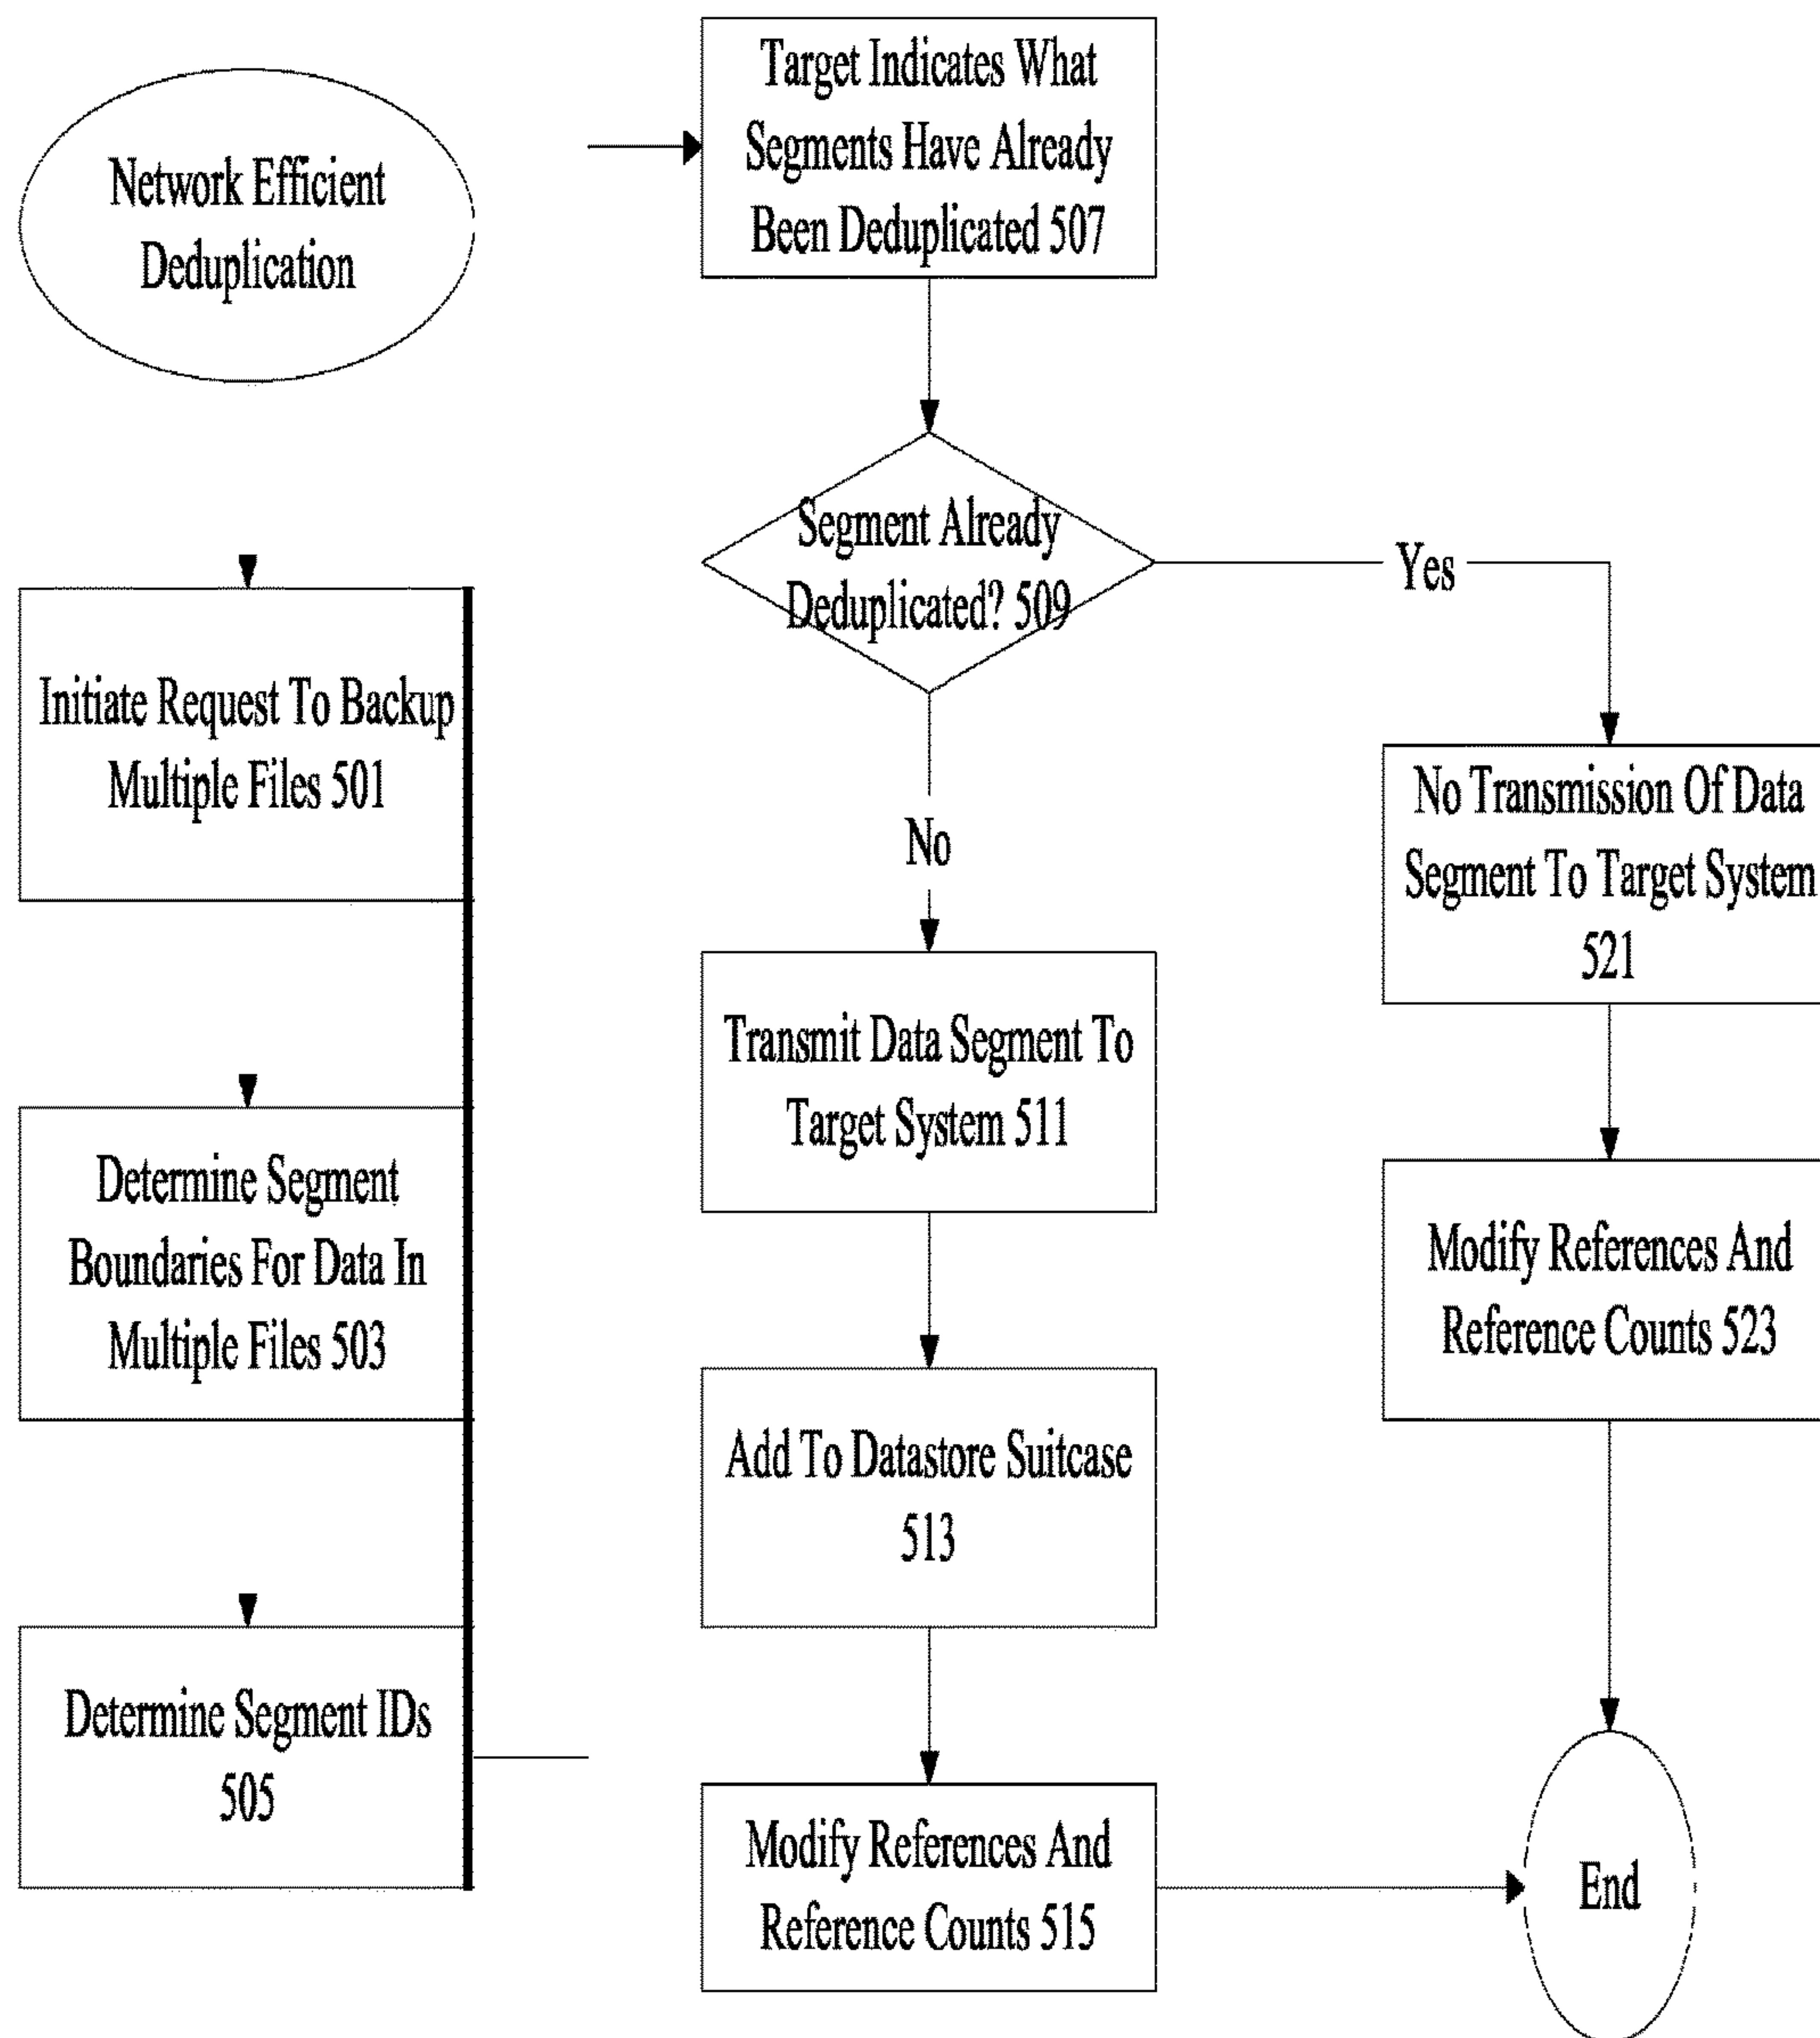 Network Efficient
Deduplication
Initiate Request To Backup
Multiple Files 501
Determine Segment
Boundaries For Data In
Multiple Files 503
Determine Segment IDs
505
Target Indicates What
Segments Have Already
Been Deduplicated 507
Segment Already
Deduplicated? 509
Yes
No
Transmit Data Segment To
Target System 511
Add To Datastore Suitcase
513
Modify References And
Reference Counts 515
No Transmission Of Data
Segment To Target System
521
Modify References And
Reference Counts 523
End